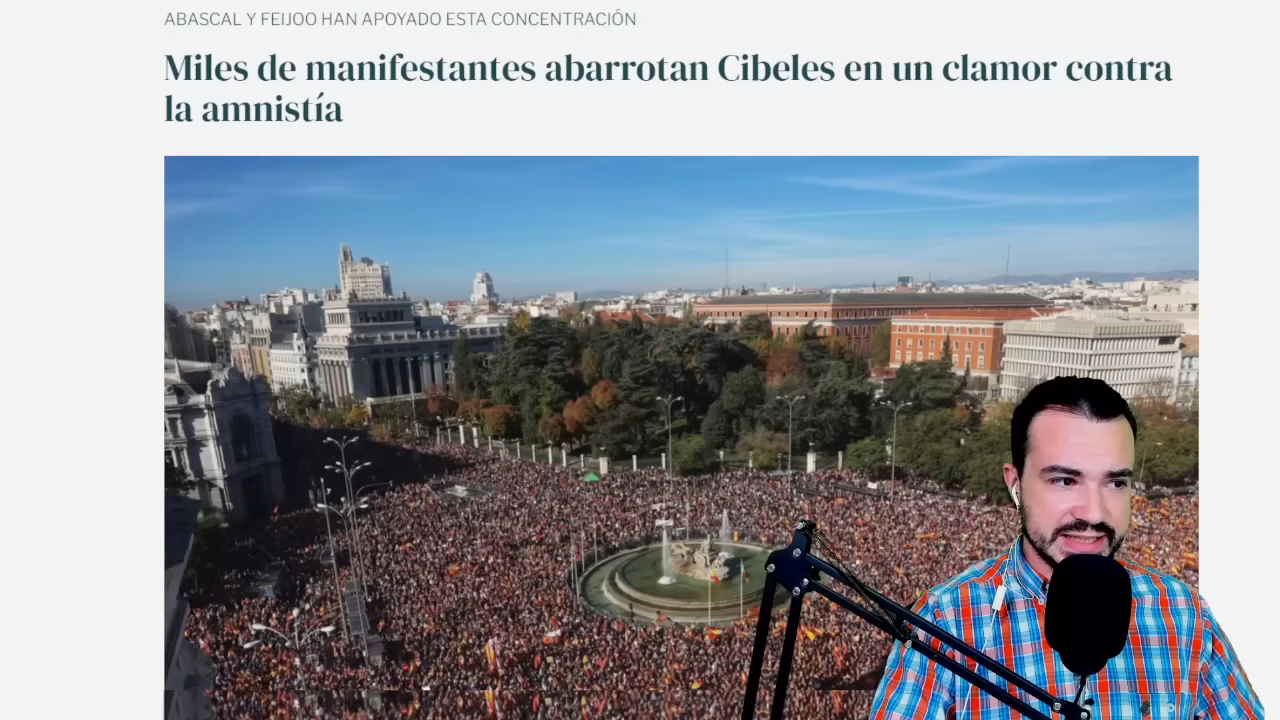 ABASCAL Y FEIJOO HAN APOYADO ESTA CONCENTRACIÓN
Miles de manifestantes abarrotan Cibeles en un clamor contra
la amnistía